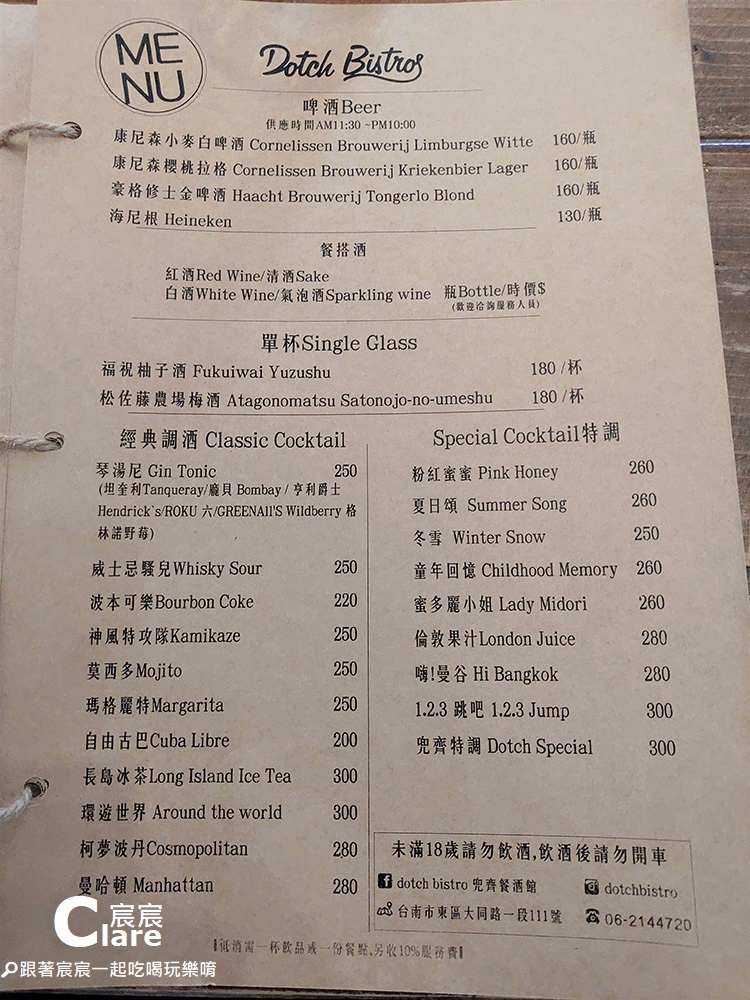 MENU
Dotch Bistros
啤酒Beer
供應時間AM11:30 ~PM10:00
康尼森小麥白啤酒 Cornelissen Brouwerij Limburgse Witte 160/瓶
康尼森櫻桃拉格 Cornelissen Brouwerij Kriekenbier Lager 160/瓶
豪格修士金啤酒 Haacht Brouwerij Tongerlo Blond 160/瓶
海尼根 Heineken 130/瓶
餐搭酒
紅酒Red Wine/清酒Sake
白酒White Wine/氣泡酒Sparkling wine 瓶Bottle/時價$
(歡迎洽詢服務人員)
單杯Single Glass
福祝柚子酒 Fukuiwai Yuzushu 180 /杯
松佐藤農場梅酒 Atagonomatsu Satonojo-no-umeshu 180 /杯
經典調酒 Classic Cocktail
琴湯尼 Gin Tonic 250
(坦奎利Tanqueray/龐貝 Bombay / 亨利爵士
Hendrick`s/ROKU 六/GREENAll'S Wildberry 格
林諾野莓)
威士忌騷兒Whisky Sour 250
波本可樂Bourbon Coke 220
神風特攻隊Kamikaze 250
莫西多Mojito 250
瑪格麗特Margarita 250
自由古巴Cuba Libre 200
長島冰茶Long Island Ice Tea 300
環遊世界 Around the world 300
柯夢波丹Cosmopolitan 280
曼哈頓 Manhattan 280
Special Cocktail特調
粉紅蜜蜜 Pink Honey 260
夏日頌 Summer Song 260
冬雪 Winter Snow 250
童年回憶 Childhood Memory 260
蜜多麗小姐 Lady Midori 260
倫敦果汁London Juice 280
嗨!曼谷 Hi Bangkok 280
1.2.3 跳吧 1.2.3 Jump 300
兜齊特調 Dotch Special 300
未滿18歲請勿飲酒,飲酒後請勿開車
dotch bistro 兜齊餐酒館 dotchbistro
台南市東區大同路一段111號 06-2144720
低消需一杯飲品或一份餐點,另收10%服務費
宸宸
Clare
跟著宸宸一起吃喝玩樂唷